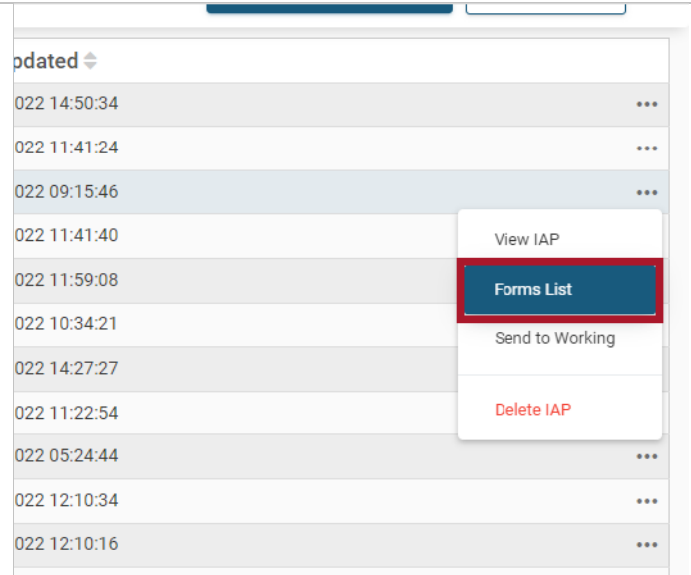 pdated
022 14:50:34
022 11:41:24
022 09:15:46
022 11:41:40
022 11:59:08
022 10:34:21
022 14:27:27
022 11:22:54
022 05:24:44
022 12:10:34
022 12:10:16
View IAP
Forms List
Send to Working
Delete IAP